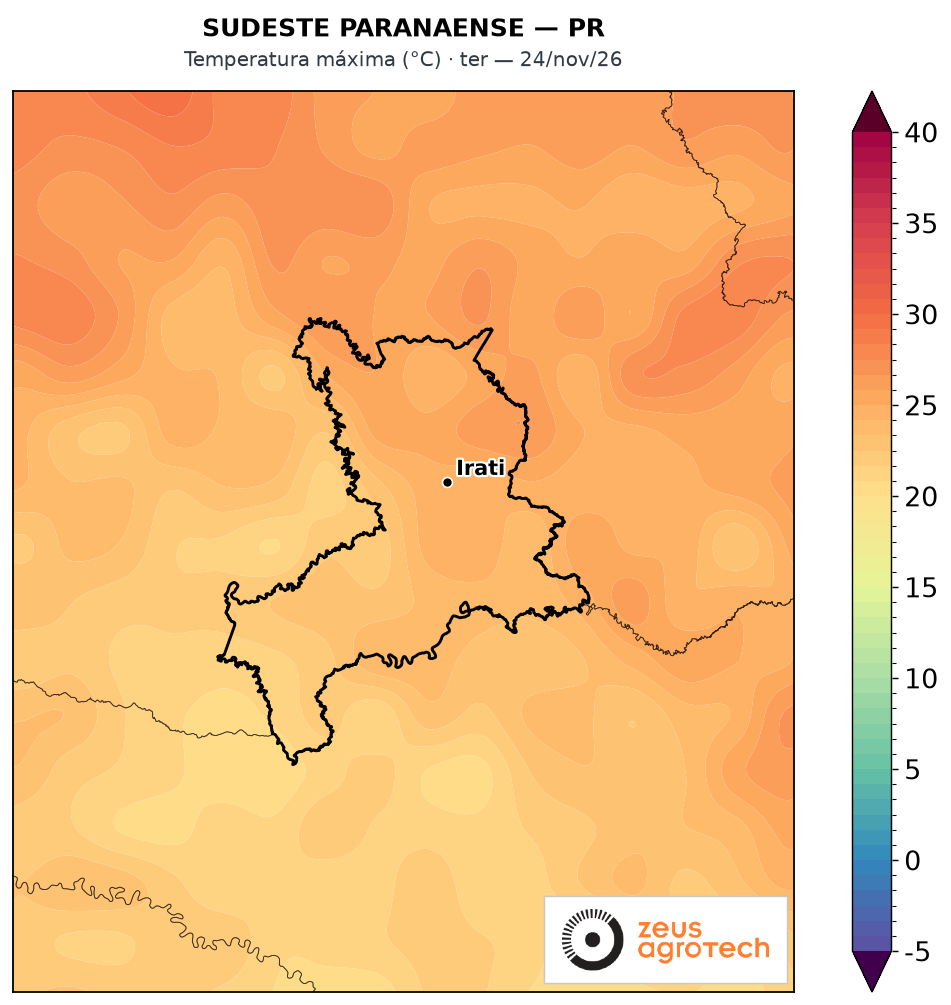 SUDESTE PARANAENSE — PR
Temperatura máxima (°C) · ter — 24/nov/26
40
35
30
25
20
15
10
5
0
-5
Irati
zeus
agrotech